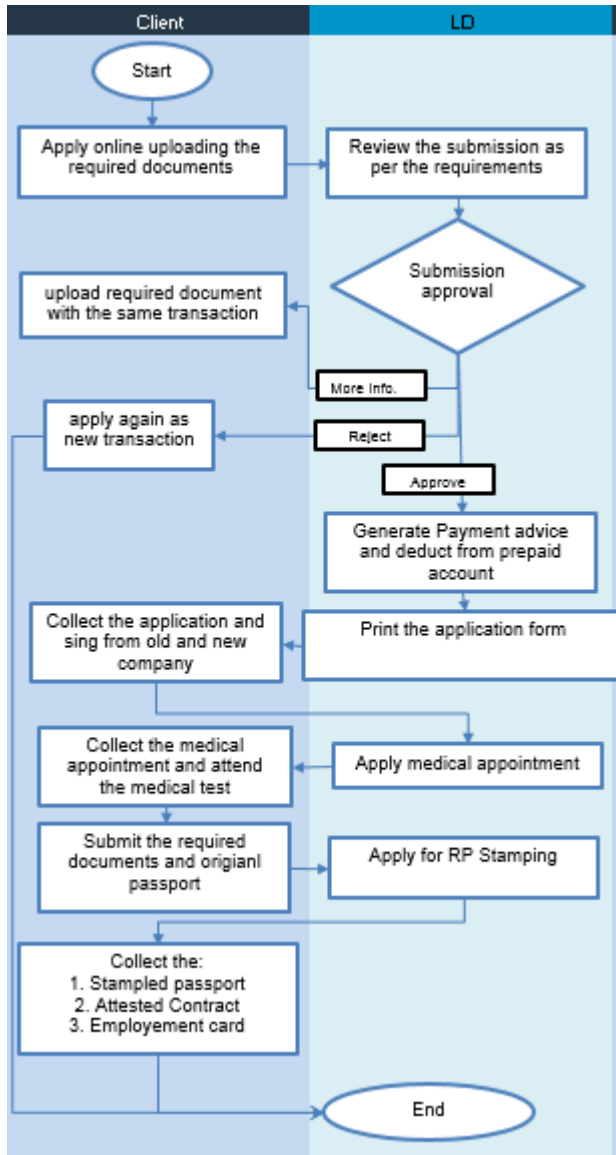 Client
LD
Start
Apply online uploading the
required documents
Review the submission as
per the requirements
Submission
approval
upload required document
with the same transaction
More Info.
apply again as
new transaction
Reject
Approve
Generate Payment advice
and deduct from prepaid
account
Collect the application and
sing from old and new
company
Print the application form
Collect the medical
appointment and attend
the medical test
Apply medical appointment
Submit the required
documents and origianl
passport
Apply for RP Stamping
Collect the:
1. Stampled passport
2. Attested Contract
3. Employement card
End